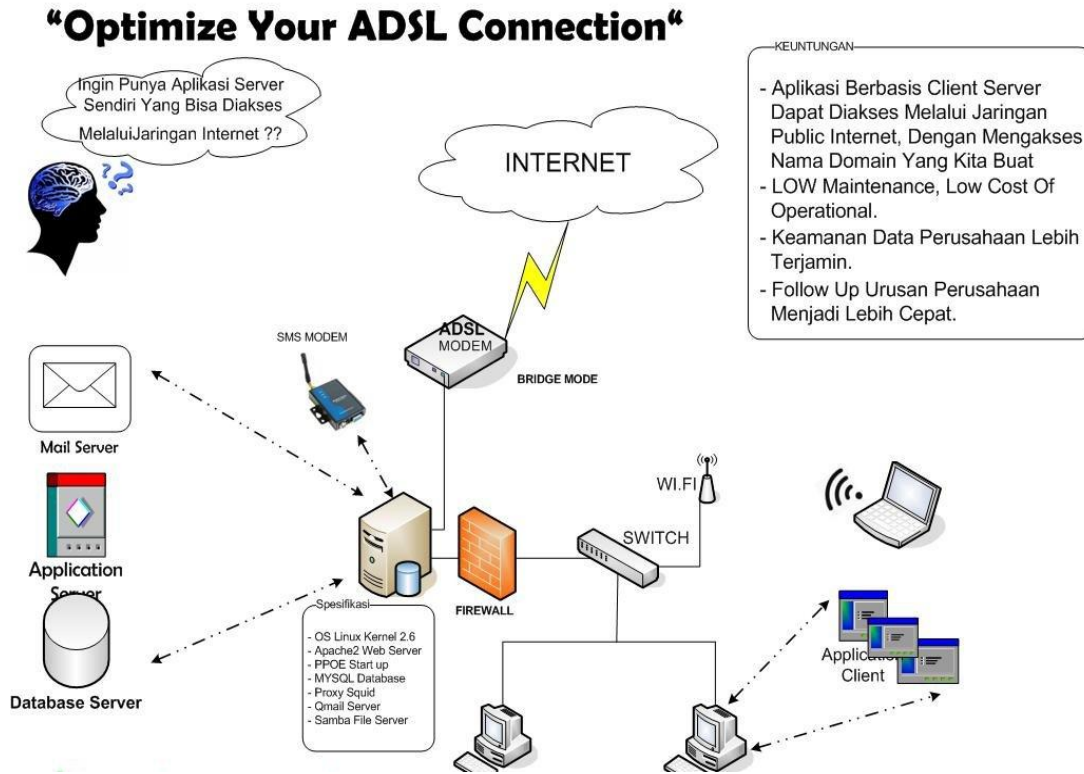 “Optimize Your ADSL Connection“
Ingin Punya Aplikasi Server
Sendiri Yang Bisa Diakses
MelaluiJaringan Internet ??
KEUNTUNGAN
- Aplikasi Berbasis Client Server
Dapat Diakses Melalui Jaringan
Public Internet, Dengan Mengakses
Nama Domain Yang Kita Buat
- LOW Maintenance, Low Cost Of
Operational.
- Keamanan Data Perusahaan Lebih
Terjamin.
- Follow Up Urusan Perusahaan
Menjadi Lebih Cepat.
INTERNET
ADSL
MODEM
BRIDGE MODE
SMS MODEM
Mail Server
Application
Server
Database Server
WI.FI
SWITCH
FIREWALL
Spesifikasi
- OS Linux Kernel 2.6
- Apache2 Web Server
- PPOE Start up
- MYSQL Database
- Proxy Squid
- Qmail Server
- Samba File Server
Application
Client